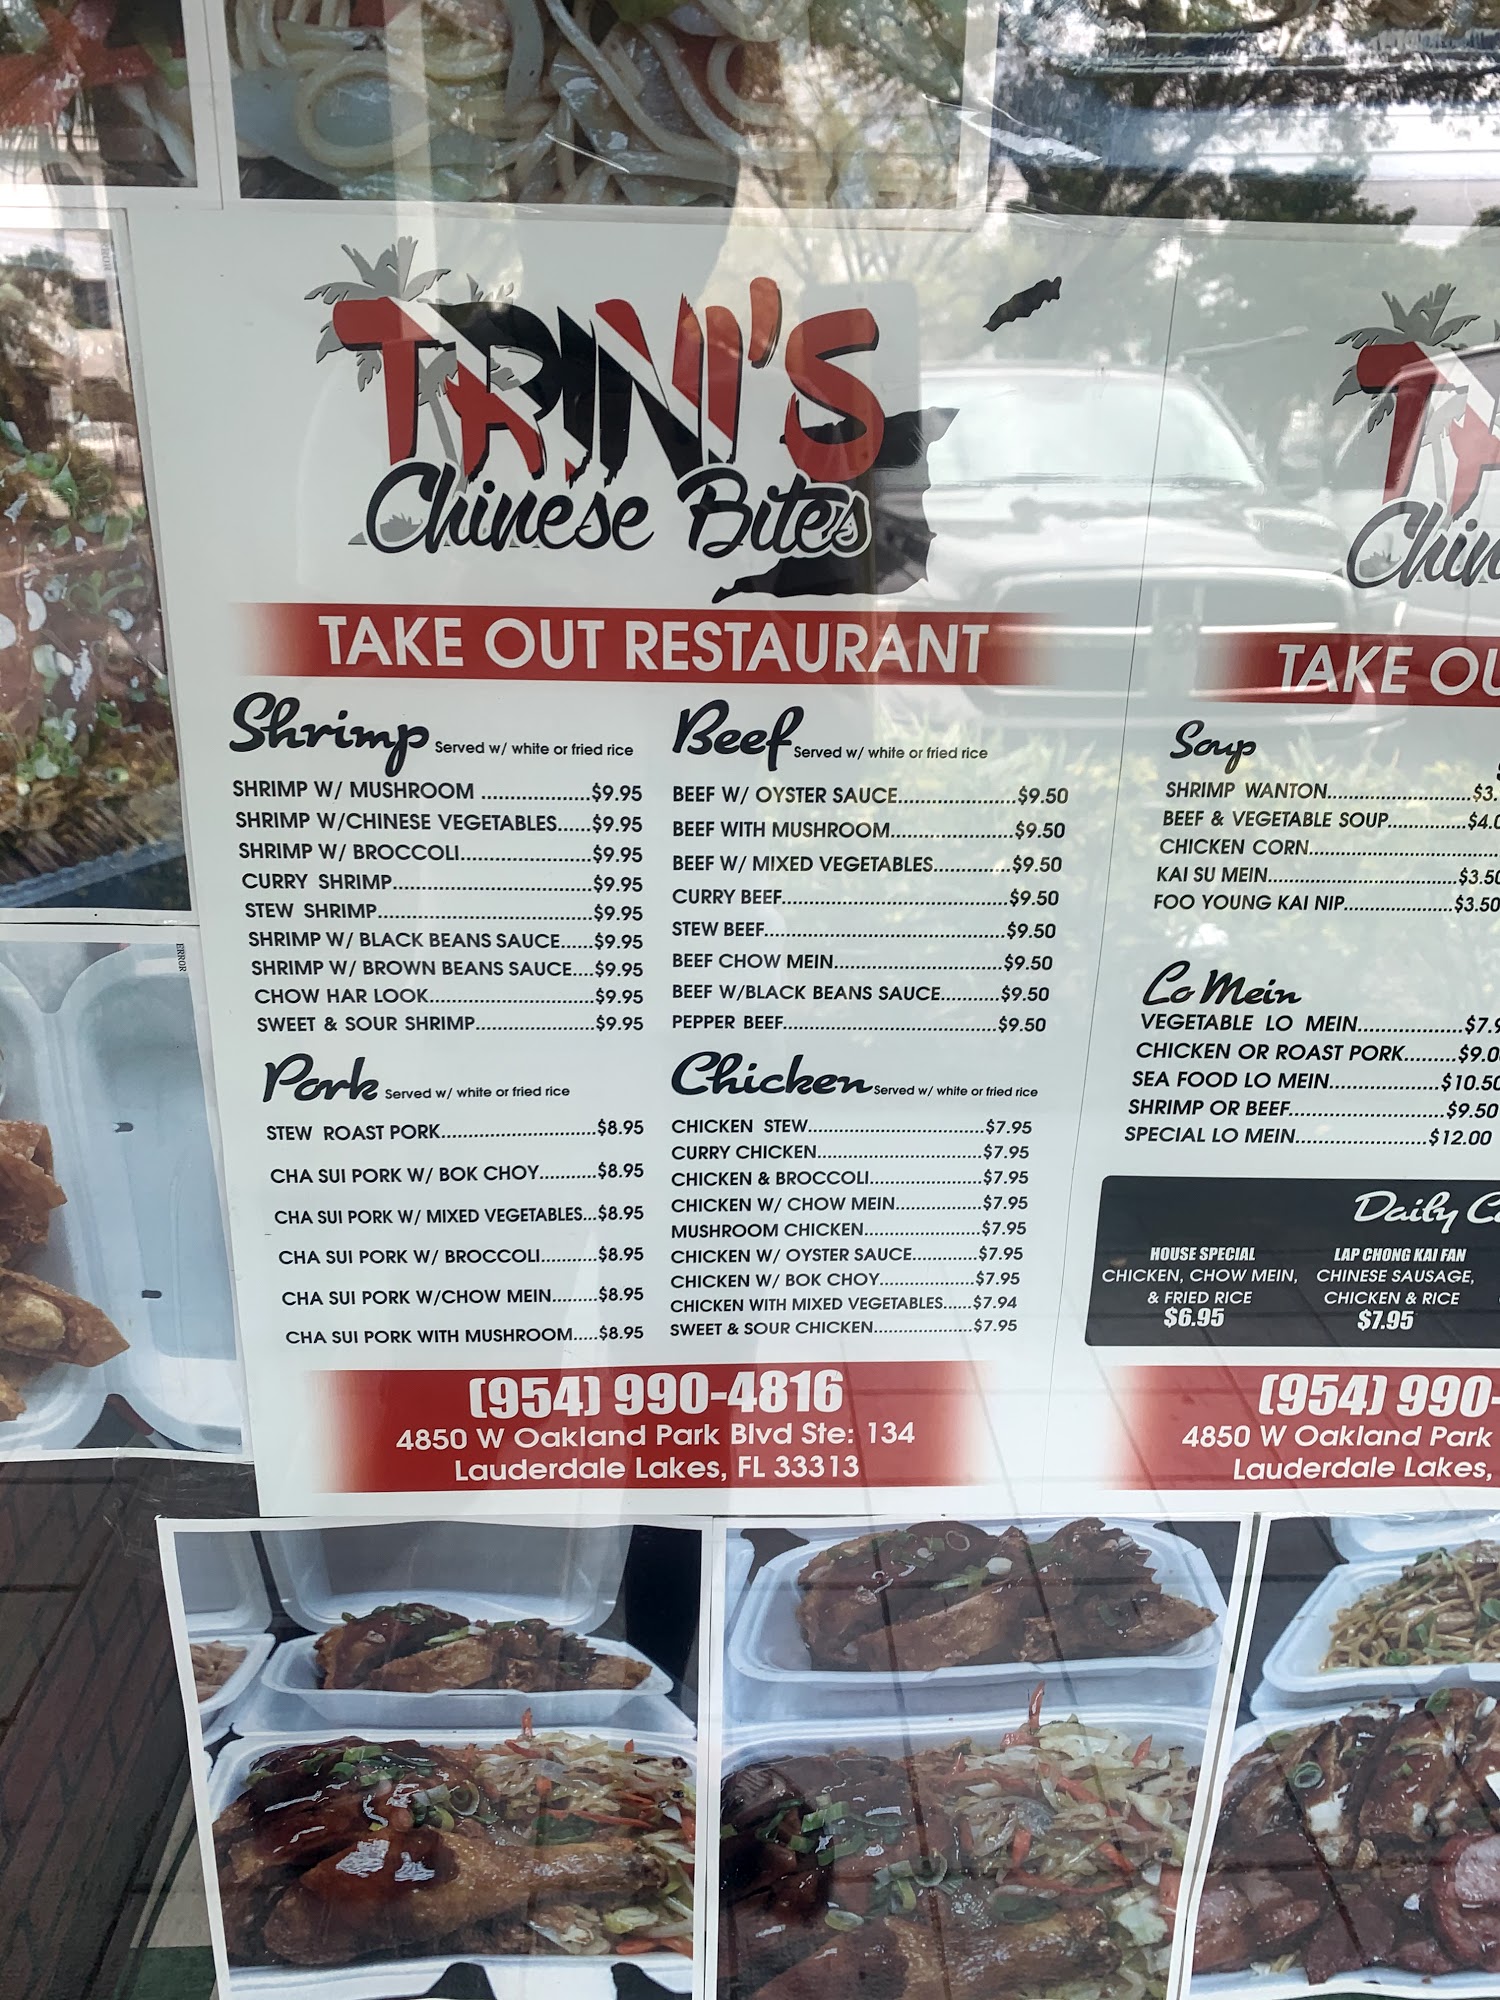 TRINI'S
Chinese Bites
TAKE OUT RESTAURANT
Shrimp Served w/ white or fried rice
SHRIMP W/ MUSHROOM ..................$9.95
SHRIMP W/CHINESE VEGETABLES......$9.95
SHRIMP W/ BROCCOLI......................$9.95
CURRY SHRIMP.................................$9.95
STEW SHRIMP....................................$9.95
SHRIMP W/ BLACK BEANS SAUCE......$9.95
SHRIMP W/ BROWN BEANS SAUCE....$9.95
CHOW HAR LOOK............................$9.95
SWEET & SOUR SHRIMP....................$9.95
Beef Served w/ white or fried rice
BEEF W/ OYSTER SAUCE....................$9.50
BEEF WITH MUSHROOM.....................$9.50
BEEF W/ MIXED VEGETABLES.............$9.50
CURRY BEEF......................................$9.50
STEW BEEF.........................................$9.50
BEEF CHOW MEIN.............................$9.50
BEEF W/BLACK BEANS SAUCE..........$9.50
PEPPER BEEF.....................................$9.50
Pork Served w/ white or fried rice
STEW ROAST PORK............................$8.95
CHA SUI PORK W/ BOK CHOY...........$8.95
CHA SUI PORK W/ MIXED VEGETABLES...$8.95
CHA SUI PORK W/ BROCCOLI..........$8.95
CHA SUI PORK W/CHOW MEIN........$8.95
CHA SUI PORK WITH MUSHROOM.....$8.95
Chicken Served w/ white or fried rice
CHICKEN STEW................................$7.95
CURRY CHICKEN..............................$7.95
CHICKEN & BROCCOLI.....................$7.95
CHICKEN W/ CHOW MEIN................$7.95
MUSHROOM CHICKEN.....................$7.95
CHICKEN W/ OYSTER SAUCE............$7.95
CHICKEN W/ BOK CHOY..................$7.95
CHICKEN WITH MIXED VEGETABLES......$7.94
SWEET & SOUR CHICKEN...................$7.95
(954) 990-4816
4850 W Oakland Park Blvd Ste: 134
Lauderdale Lakes, FL 33313
Chin
TAKE OU
Soup
SHRIMP WANTON.........................$3.
BEEF & VEGETABLE SOUP.............$4.0
CHICKEN CORN................................
KAI SU MEIN.................................$3.50
FOO YOUNG KAI NIP...................$3.50
Lo Mein
VEGETABLE LO MEIN.................$7.9
CHICKEN OR ROAST PORK.........$9.0
SEA FOOD LO MEIN...................$10.50
SHRIMP OR BEEF..........................$9.50
SPECIAL LO MEIN......................$12.00
Daily C
HOUSE SPECIAL
CHICKEN, CHOW MEIN,
& FRIED RICE
$6.95
LAP CHONG KAI FAN
CHINESE SAUSAGE,
CHICKEN & RICE
$7.95
(954) 990-
4850 W Oakland Park
Lauderdale Lakes,
ERROR